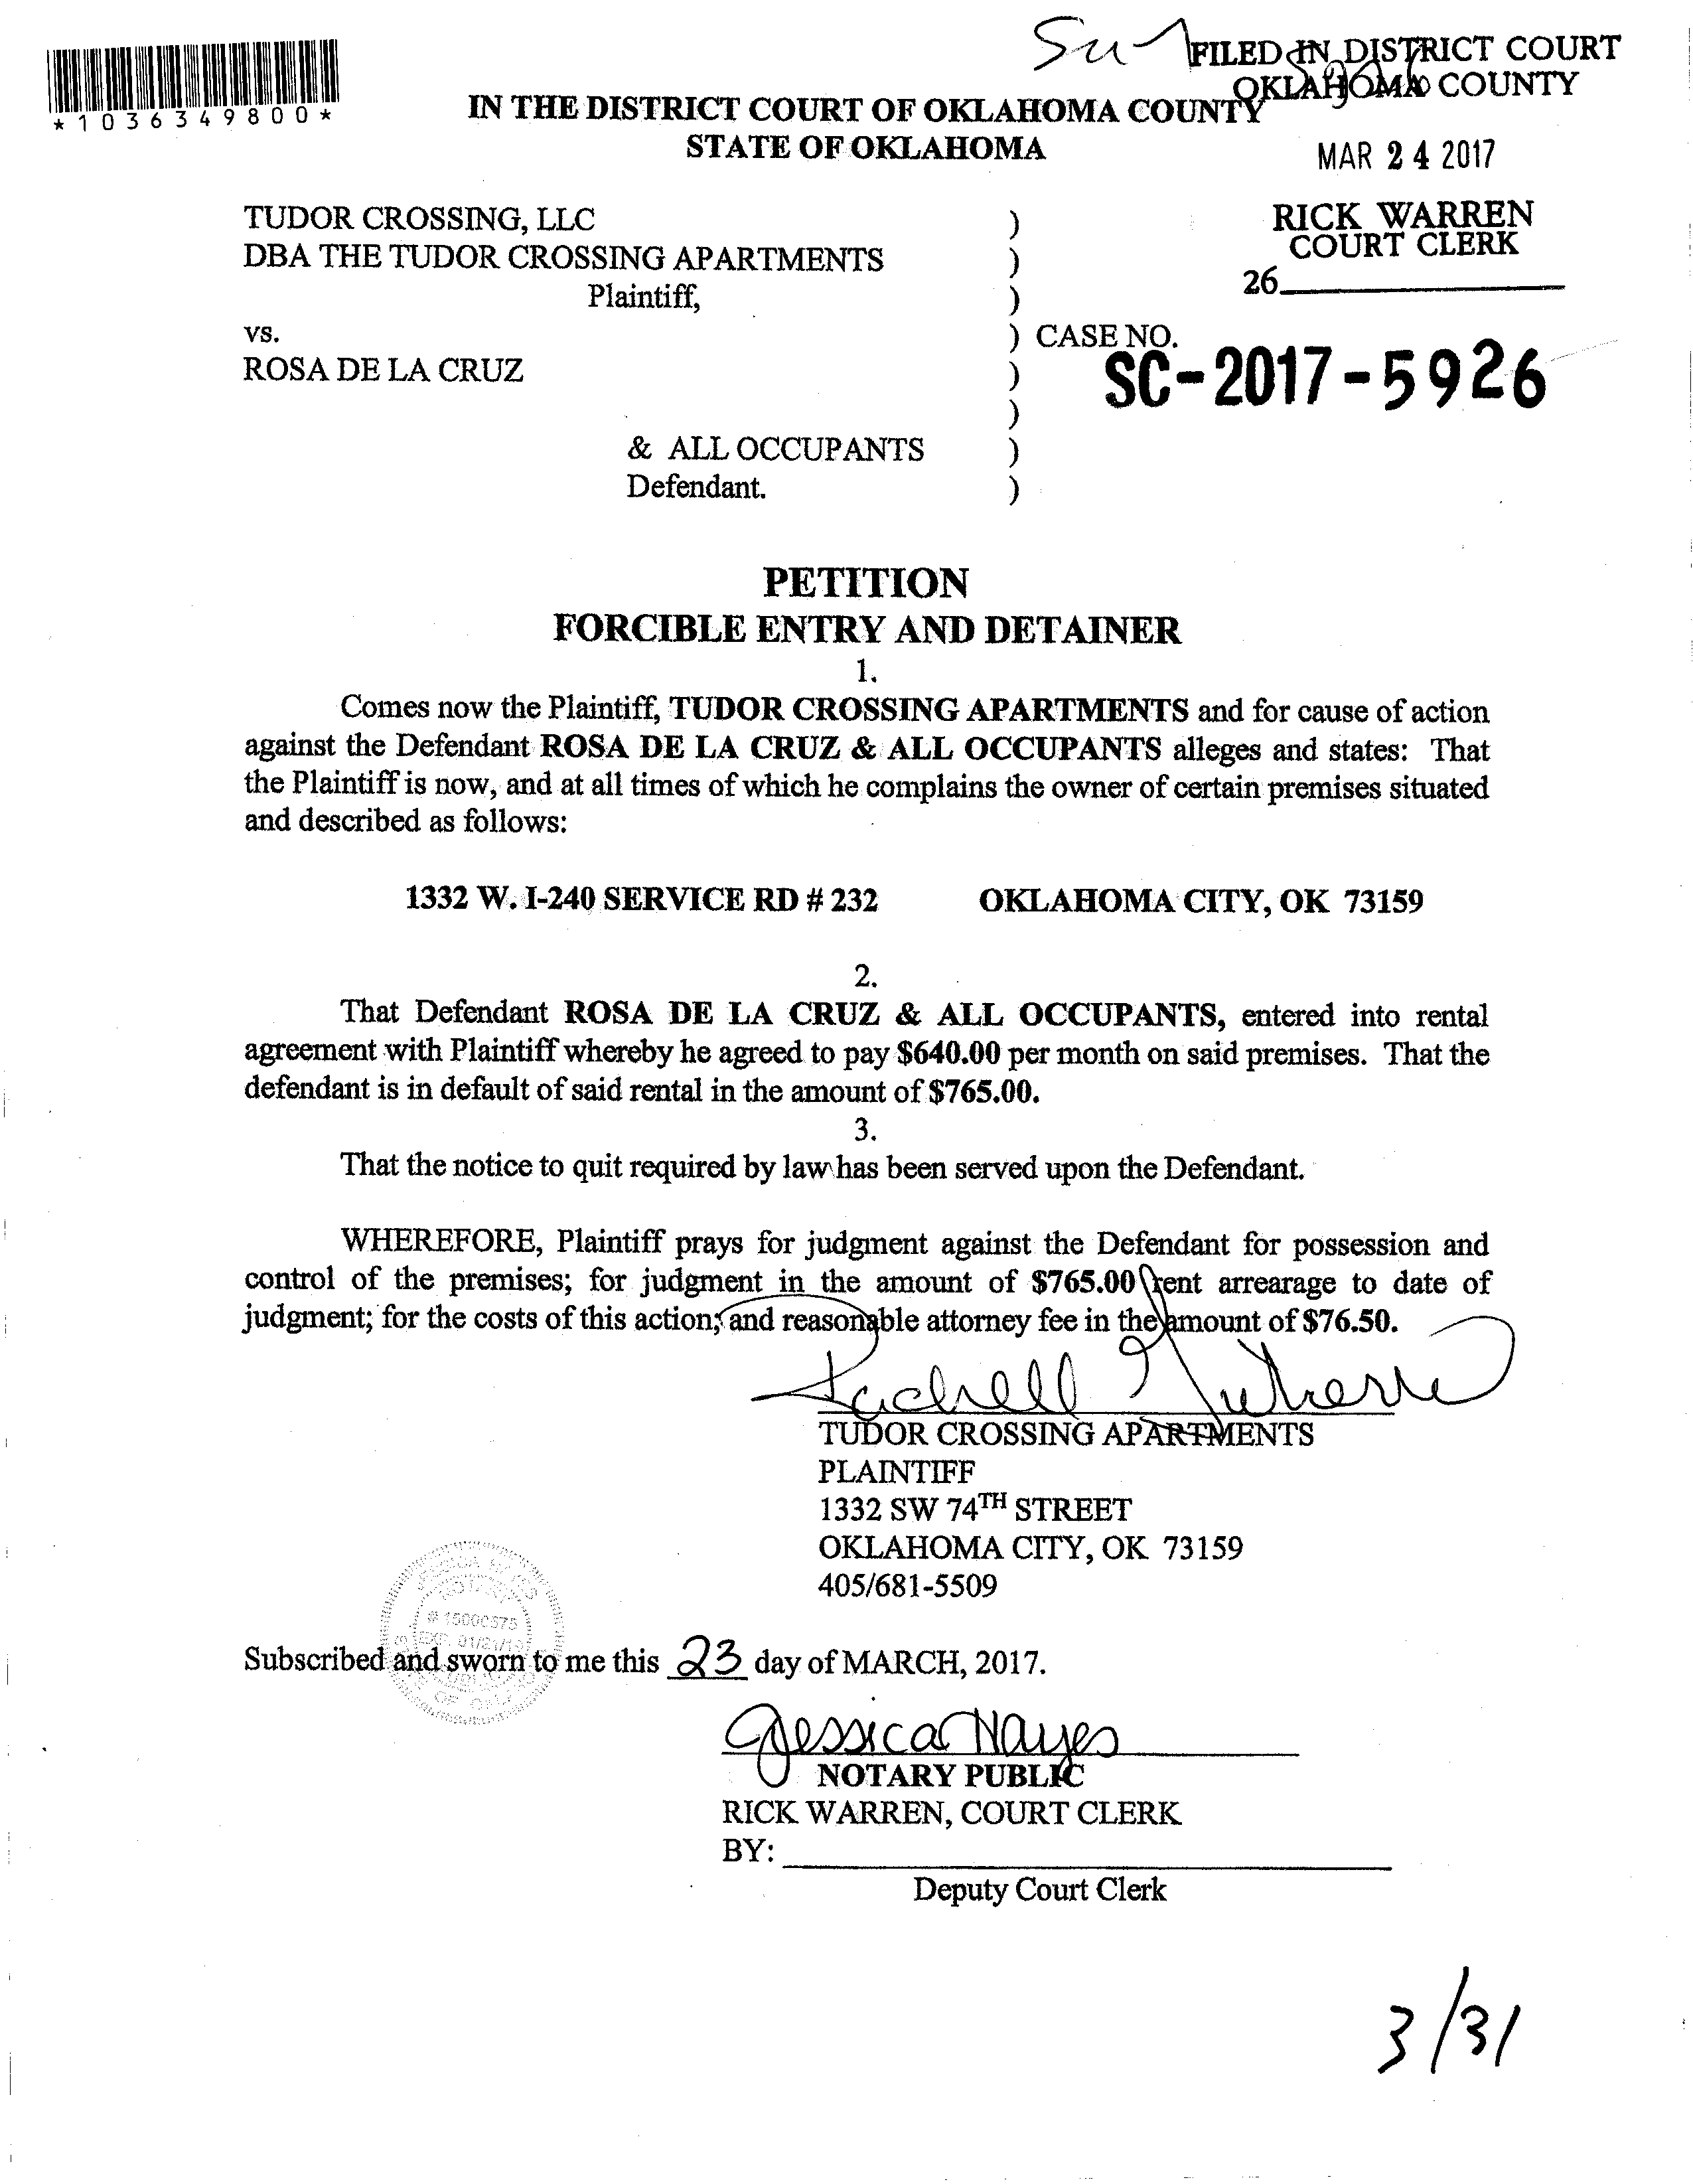 FILED IN DISTRICT COURT
OKLAHOMA COUNTY
*1036349800*
IN THE DISTRICT COURT OF OKLAHOMA COUNTY
STATE OF OKLAHOMA
MAR 24 2017
TUDOR CROSSING, LLC )
RICK WARREN
COURT CLERK
DBA THE TUDOR CROSSING APARTMENTS )
26
Plaintiff, )
vs. ) CASE NO.
SC-2017-5926
ROSA DE LA CRUZ )
)
& ALL OCCUPANTS )
Defendant. )
PETITION
FORCIBLE ENTRY AND DETAINER
1.
Comes now the Plaintiff, TUDOR CROSSING APARTMENTS and for cause of action
against the Defendant ROSA DE LA CRUZ & ALL OCCUPANTS alleges and states: That
the Plaintiff is now, and at all times of which he complains the owner of certain premises situated
and described as follows:
1332 W. I-240 SERVICE RD # 232 OKLAHOMA CITY, OK 73159
2.
That Defendant ROSA DE LA CRUZ & ALL OCCUPANTS, entered into rental
agreement with Plaintiff whereby he agreed to pay $640.00 per month on said premises. That the
defendant is in default of said rental in the amount of $765.00.
3.
That the notice to quit required by law has been served upon the Defendant.
WHEREFORE, Plaintiff prays for judgment against the Defendant for possession and
control of the premises; for judgment in the amount of $765.00 rent arrearage to date of
judgment; for the costs of this action; and reasonable attorney fee in the amount of $76.50.
TUDOR CROSSING APARTMENTS
PLAINTIFF
1332 SW 74TH STREET
OKLAHOMA CITY, OK 73159
405/681-5509
# 15000575
Subscribed and sworn to me this 23 day of MARCH, 2017.
Jessica Hayes
NOTARY PUBLIC
RICK WARREN, COURT CLERK
BY:
Deputy Court Clerk
3/31